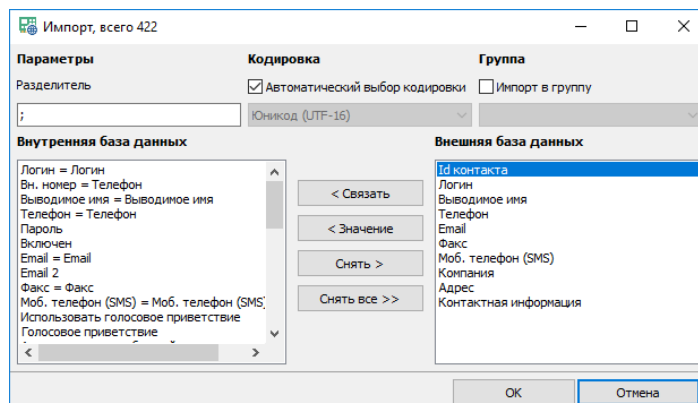 Импорт, всего 422
Параметры
Кодировка
Группа
Разделитель
Автоматический выбор кодировки
Импорт в группу
;
Юникод (UTF-16)
Внутренняя база данных
Внешняя база данных
Логин = Логин
Вн. номер = Телефон
Выводимое имя = Выводимое имя
Телефон = Телефон
Пароль
Включен
Email = Email
Email 2
Факс = Факс
Моб. телефон (SMS) = Моб. телефон (SMS)
Использовать голосовое приветствие
Голосовое приветствие
< Связать
< Значение
Снять >
Снять все >>
Id контакта
Логин
Выводимое имя
Телефон
Email
Факс
Моб. телефон (SMS)
Компания
Адрес
Контактная информация
OK
Отмена